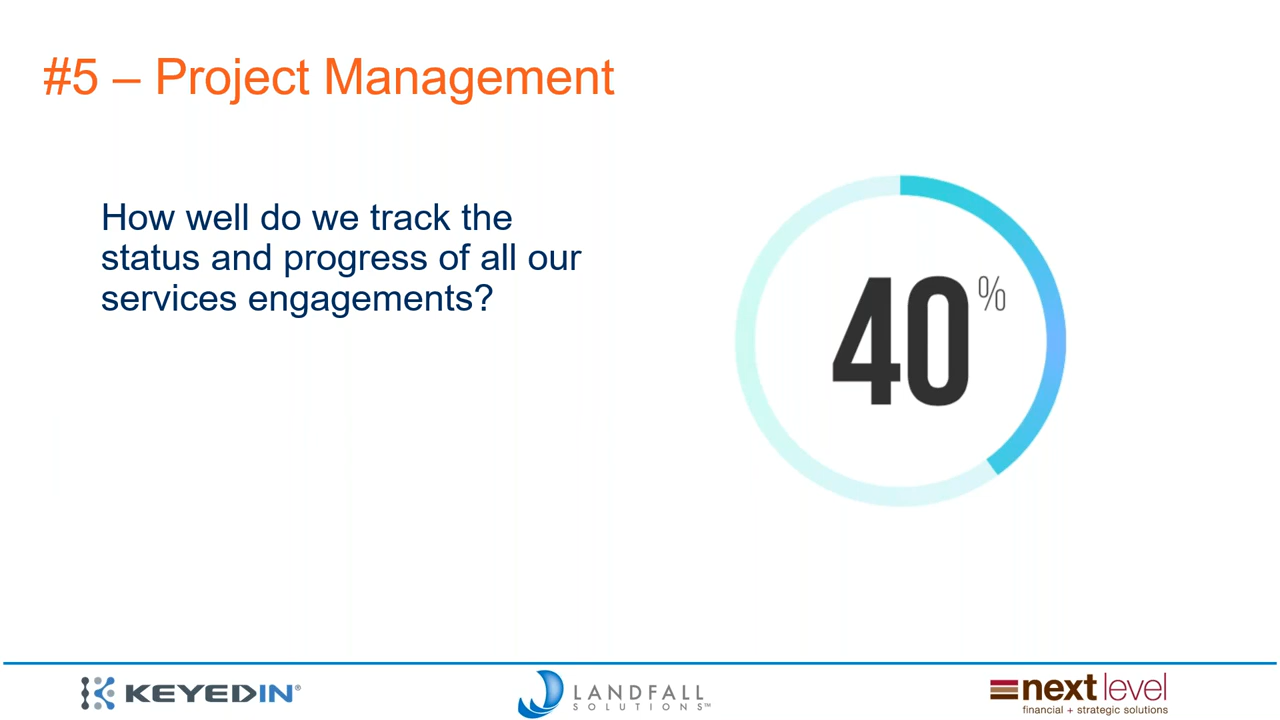 #5 – Project Management
How well do we track the
status and progress of all our
services engagements?
40%
KEYEDIN®
LANDFALL
SOLUTIONS™
next level
financial + strategic solutions